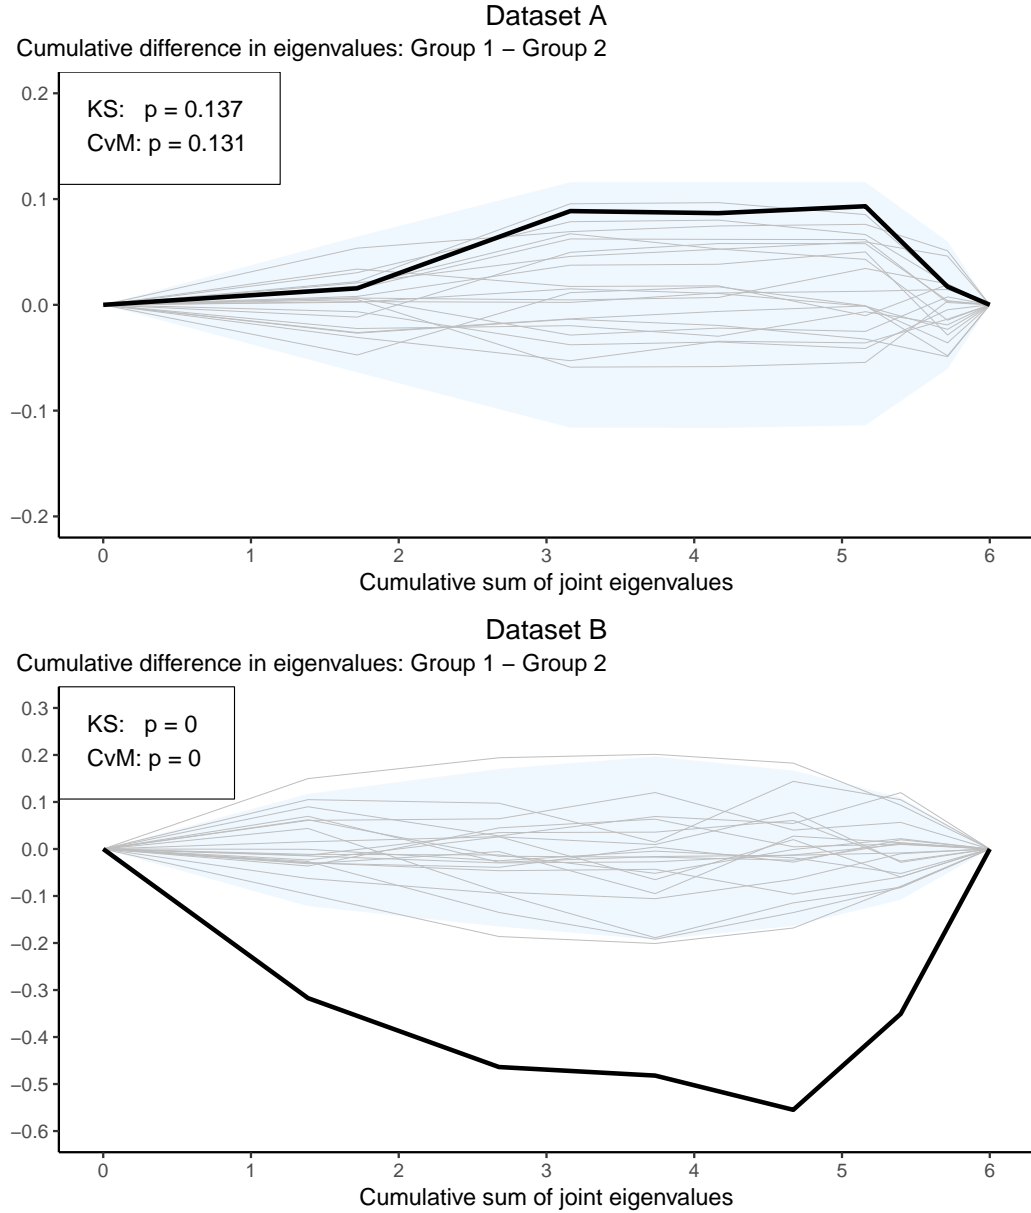 Dataset A
Cumulative difference in eigenvalues: Group 1 − Group 2
KS: p = 0.137
CvM: p = 0.131
0.2
0.1
0.0
−0.1
−0.2
0 1 2 3 4 5 6
Cumulative sum of joint eigenvalues
Dataset B
Cumulative difference in eigenvalues: Group 1 − Group 2
KS: p = 0
CvM: p = 0
0.3
0.2
0.1
0.0
−0.1
−0.2
−0.3
−0.4
−0.5
−0.6
0 1 2 3 4 5 6
Cumulative sum of joint eigenvalues